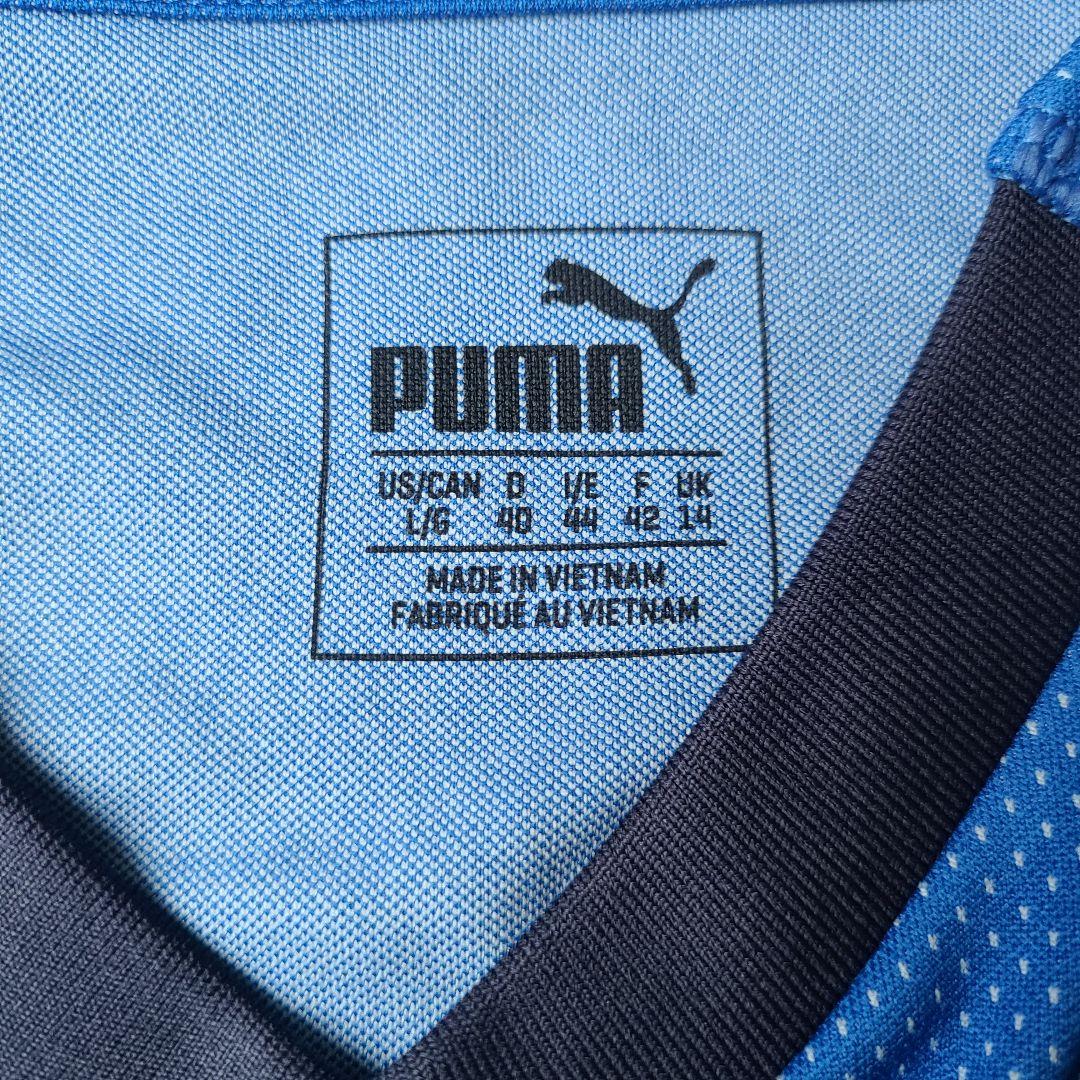 PUMA
US/CAN D I/E F UK
L/G 40 44 42 14
MADE IN VIETNAM
FABRIQUÉ AU VIETNAM